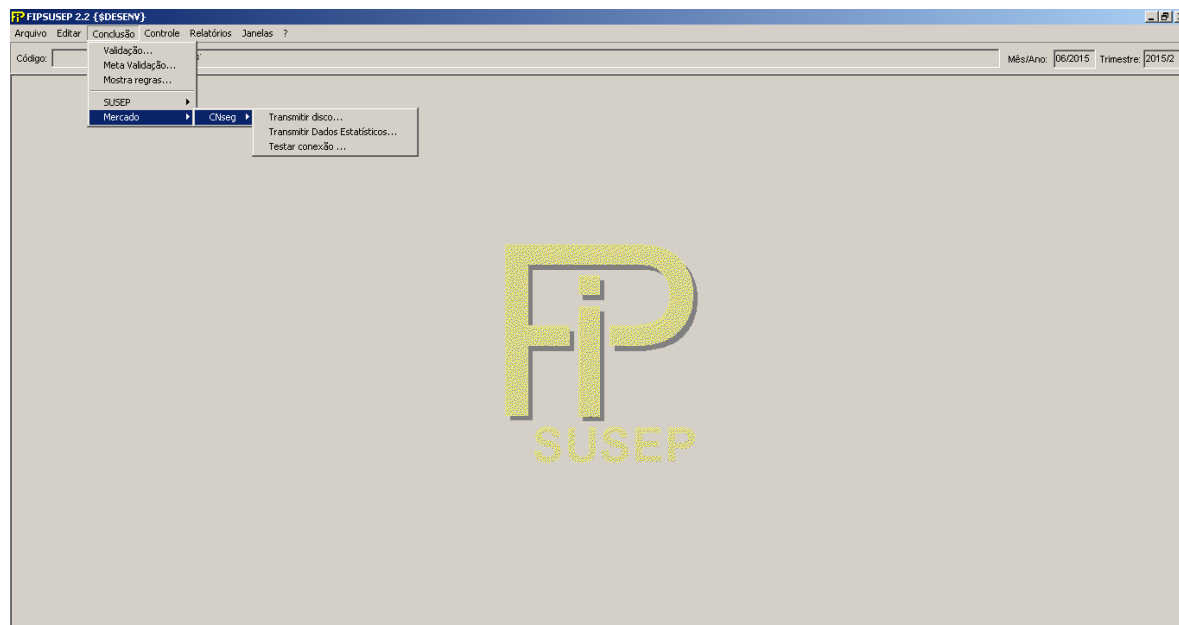 FIPSUSEP 2.2 {$DESENV}
Arquivo Editar Conclusão Controle Relatórios Janelas ?
Código: Mês/Ano: 06/2015 Trimestre: 2015/2
Validação...
Meta Validação...
Mostra regras...
SUSEP
Mercado CNseg Transmitir disco...
Transmitir Dados Estatísticos...
Testar conexão ...
FiP
SUSEP